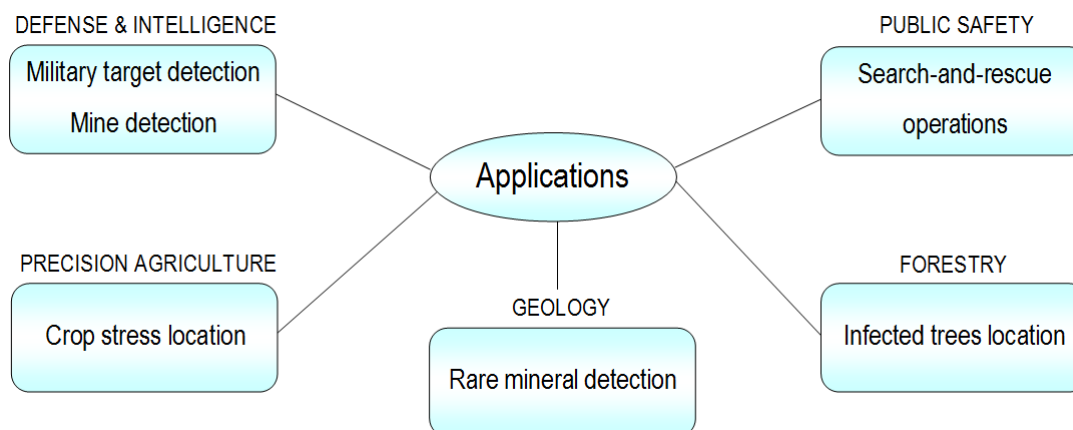 DEFENSE & INTELLIGENCE
Military target detection
Mine detection
PUBLIC SAFETY
Search-and-rescue
operations
Applications
PRECISION AGRICULTURE
Crop stress location
GEOLOGY
Rare mineral detection
FORESTRY
Infected trees location